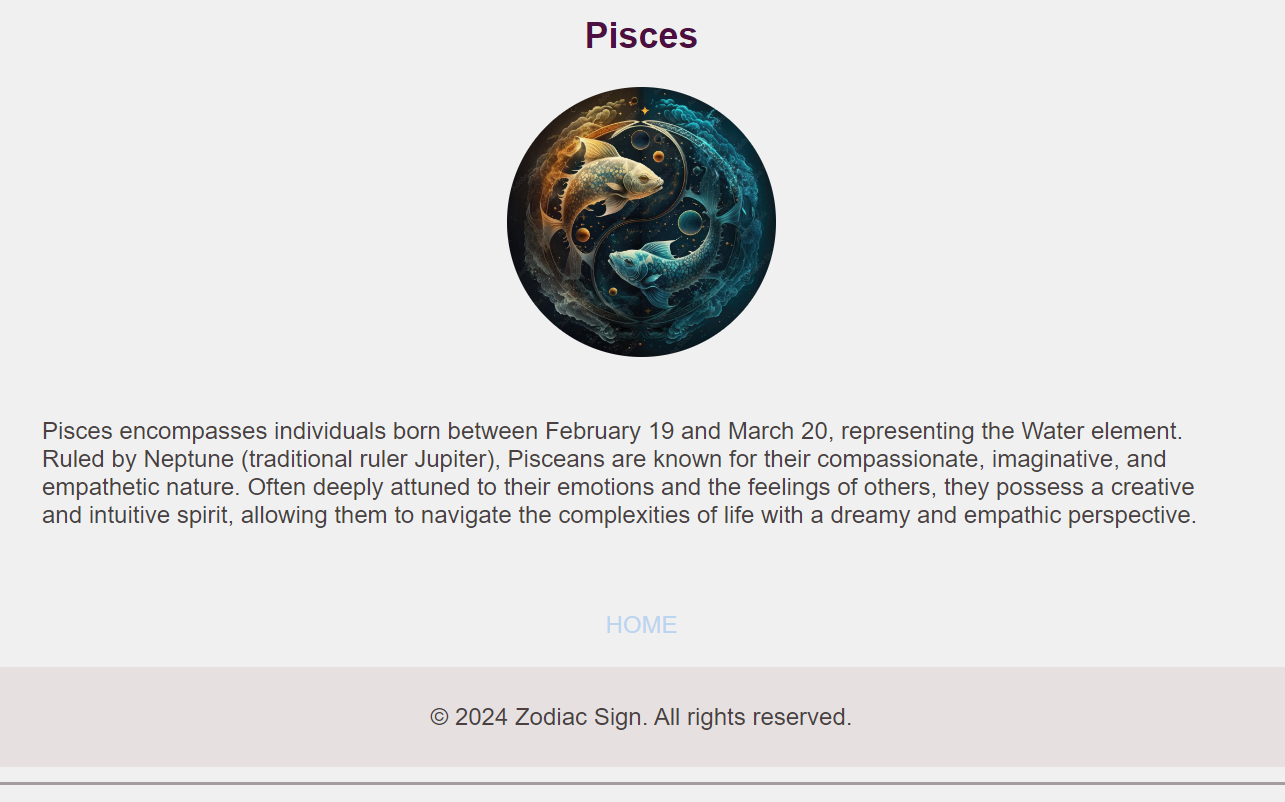 Pisces
Pisces encompasses individuals born between February 19 and March 20, representing the Water element.
Ruled by Neptune (traditional ruler Jupiter), Pisceans are known for their compassionate, imaginative, and
empathetic nature. Often deeply attuned to their emotions and the feelings of others, they possess a creative
and intuitive spirit, allowing them to navigate the complexities of life with a dreamy and empathic perspective.
HOME
© 2024 Zodiac Sign. All rights reserved.